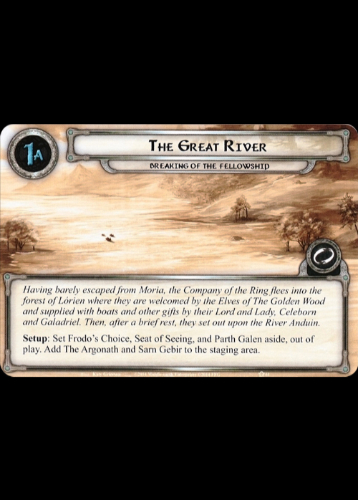 1A
THE GREAT RIVER
BREAKING OF THE FELLOWSHIP
Having barely escaped from Moria, the Company of the Ring flees into the
forest of Lórien where they are welcomed by the Elves of The Golden Wood
and supplied with boats and other gifts by their Lord and Lady, Celeborn
and Galadriel. Then, after a brief rest, they set out upon the River Anduin.
Setup: Set Frodo's Choice, Seat of Seeing, and Parth Galen aside, out of
play. Add The Argonath and Sarn Gebir to the staging area.